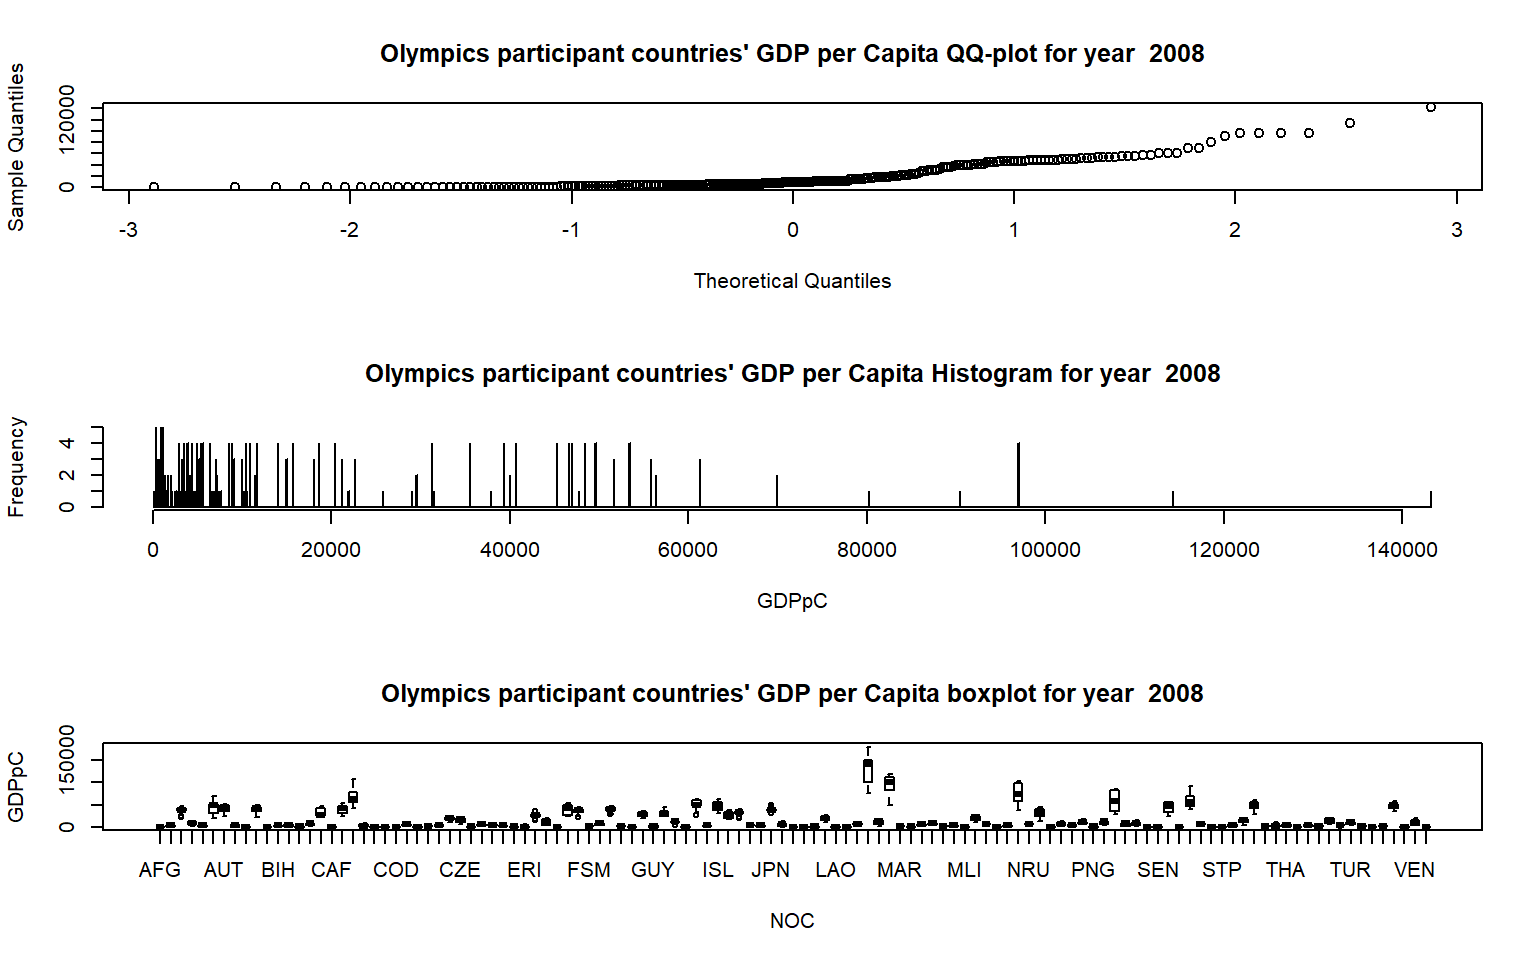 Olympics participant countries' GDP per Capita QQ-plot for year  2008
Sample Quantiles
120000
0
-3 -2 -1 0 1 2 3
Theoretical Quantiles
Olympics participant countries' GDP per Capita Histogram for year  2008
Frequency
4
2
0
0 20000 40000 60000 80000 100000 120000 140000
GDPpC
Olympics participant countries' GDP per Capita boxplot for year  2008
GDPpC
150000
0
AFG AUT BIH CAF COD CZE ERI FSM GUY ISL JPN LAO MAR MLI NRU PNG SEN STP THA TUR VEN
NOC